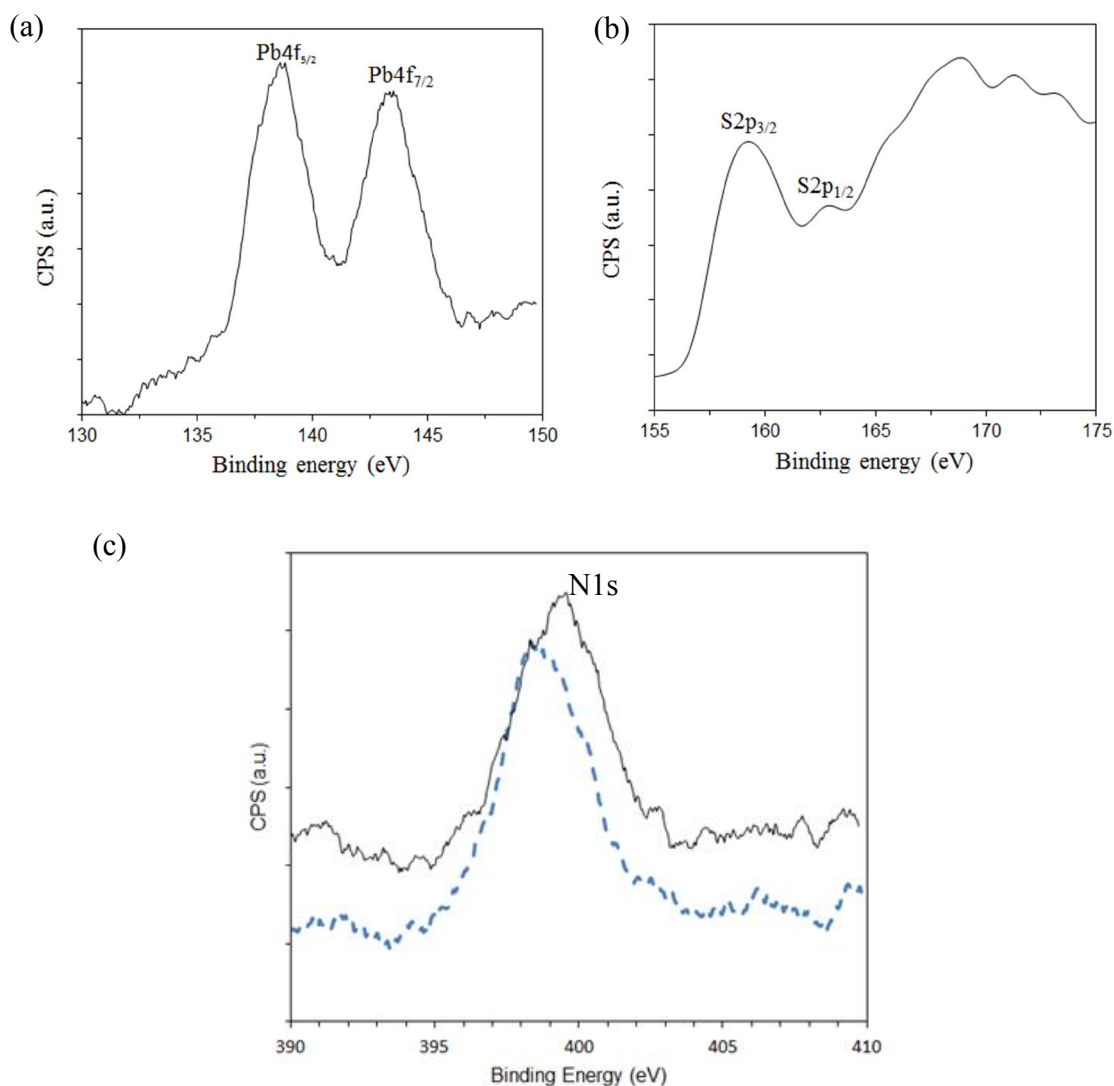 (a)
Pb4f5/2
Pb4f7/2
CPS (a.u.)
130 135 140 145 150
Binding energy (eV)
(b)
S2p3/2
S2p1/2
CPS (a.u.)
155 160 165 170 175
Binding energy (eV)
(c)
N1s
CPS (a.u.)
390 395 400 405 410
Binding Energy (eV)